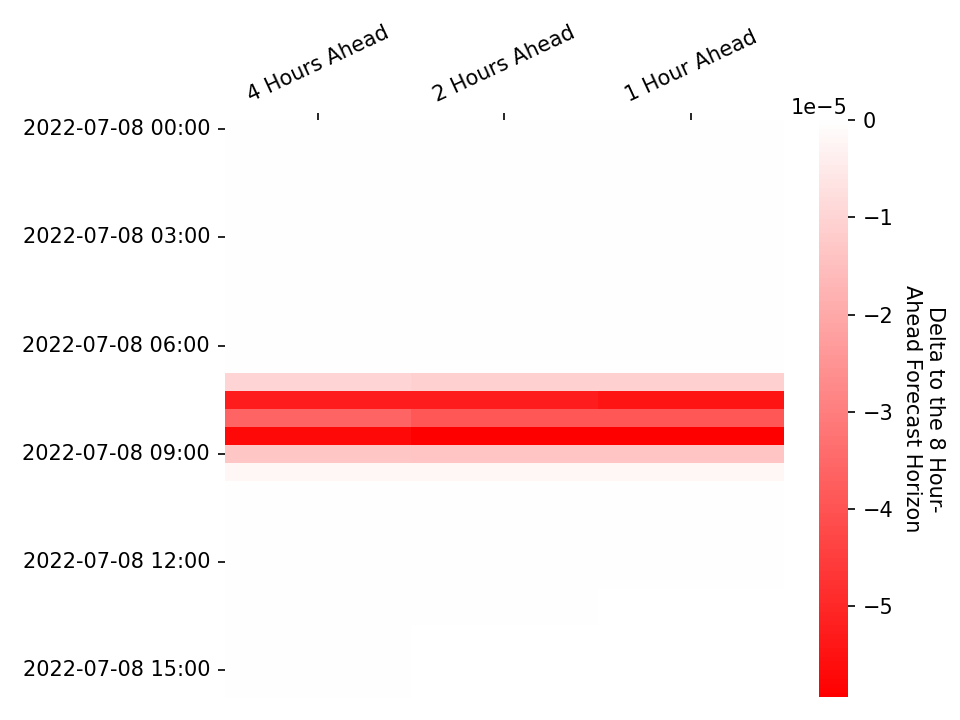 4 Hours Ahead
2 Hours Ahead
1 Hour Ahead
2022-07-08 00:00
2022-07-08 03:00
2022-07-08 06:00
2022-07-08 09:00
2022-07-08 12:00
2022-07-08 15:00
1e−5
0
−1
−2
−3
−4
−5
Delta to the 8 Hour-
Ahead Forecast Horizon